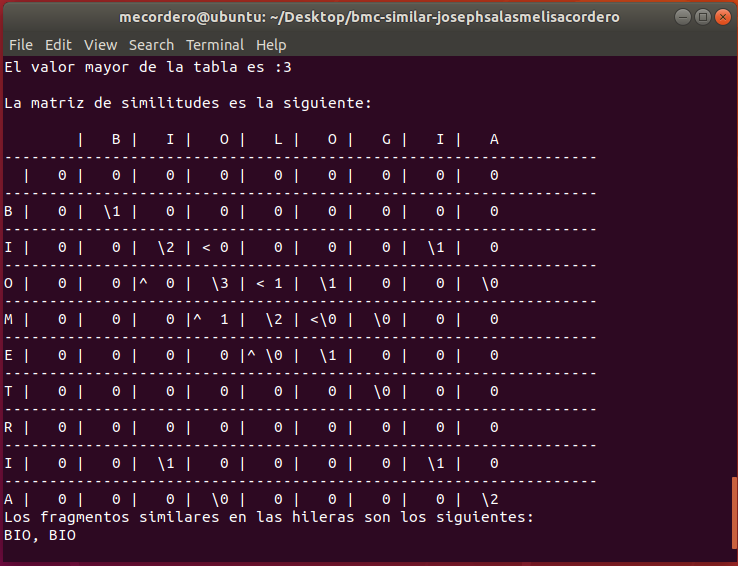 mecordero@ubuntu: ~/Desktop/bmc-similar-josephsalasmelisacordero
File Edit View Search Terminal Help
El valor mayor de la tabla es :3
La matriz de similitudes es la siguiente:
        |   B |   I |   O |   L |   O |   G |   I |   A
------------------------------------------------------------------
  |   0 |   0 |   0 |   0 |   0 |   0 |   0 |   0 |   0
------------------------------------------------------------------
B |   0 |  \1 |   0 |   0 |   0 |   0 |   0 |   0 |   0
------------------------------------------------------------------
I |   0 |   0 |  \2 | < 0 |   0 |   0 |   0 |  \1 |   0
------------------------------------------------------------------
O |   0 |   0 |^  0 |  \3 | < 1 |  \1 |   0 |   0 |  \0
------------------------------------------------------------------
M |   0 |   0 |   0 |^  1 |  \2 | <\0 |  \0 |   0 |   0
------------------------------------------------------------------
E |   0 |   0 |   0 |   0 |^ \0 |  \1 |   0 |   0 |   0
------------------------------------------------------------------
T |   0 |   0 |   0 |   0 |   0 |   0 |  \0 |   0 |   0
------------------------------------------------------------------
R |   0 |   0 |   0 |   0 |   0 |   0 |   0 |   0 |   0
------------------------------------------------------------------
I |   0 |   0 |  \1 |   0 |   0 |   0 |   0 |  \1 |   0
------------------------------------------------------------------
A |   0 |   0 |   0 |  \0 |   0 |   0 |   0 |   0 |  \2
Los fragmentos similares en las hileras son los siguientes:
BIO, BIO